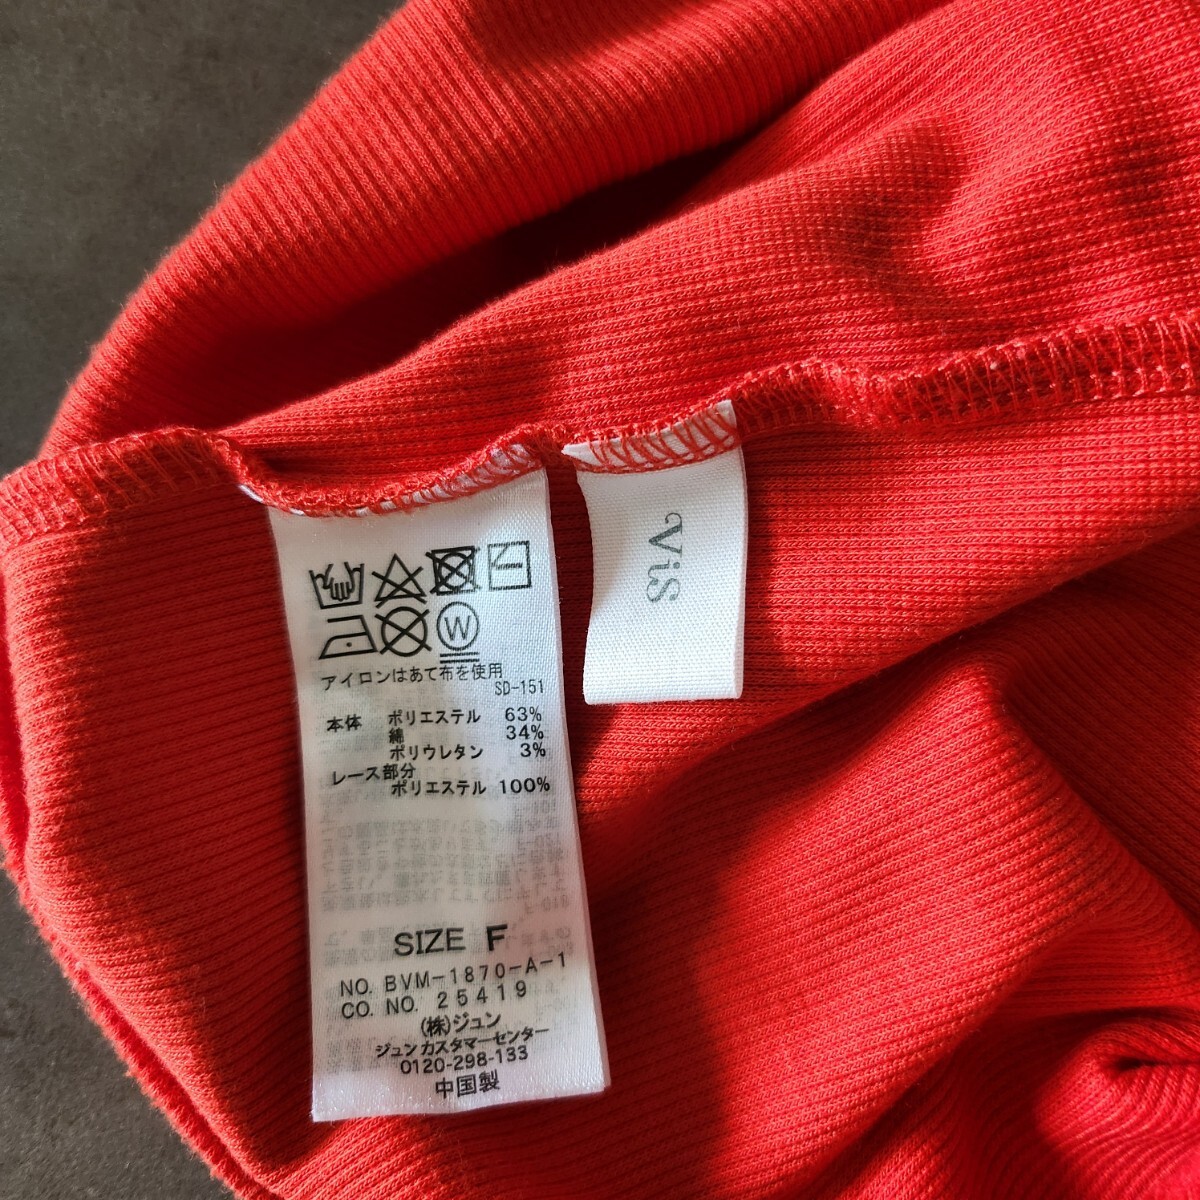 ViS
W
アイロンはあて布を使用
SD-151
本体 ポリエステル 63%
綿 34%
ポリウレタン 3%
レース部分
ポリエステル 100%
SIZE F
NO. BVM-1870-A-1
CO. NO. 25419
(株)ジュン
ジュンカスタマーセンター
0120-298-133
中国製